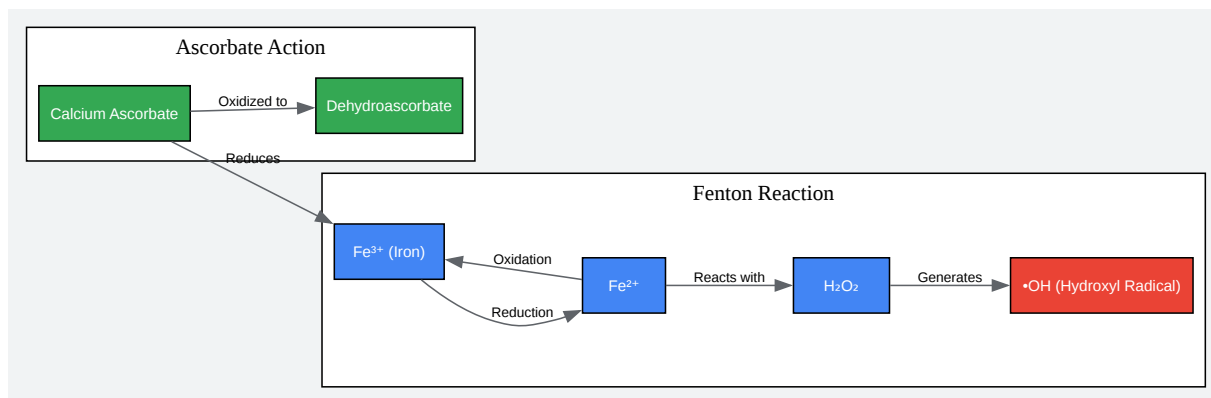 Ascorbate Action
Calcium Ascorbate
Oxidized to
Dehydroascorbate
Reduces
Fenton Reaction
Fe³⁺ (Iron)
Oxidation
Reduction
Fe²⁺
Reacts with
H₂O₂
Generates
•OH (Hydroxyl Radical)